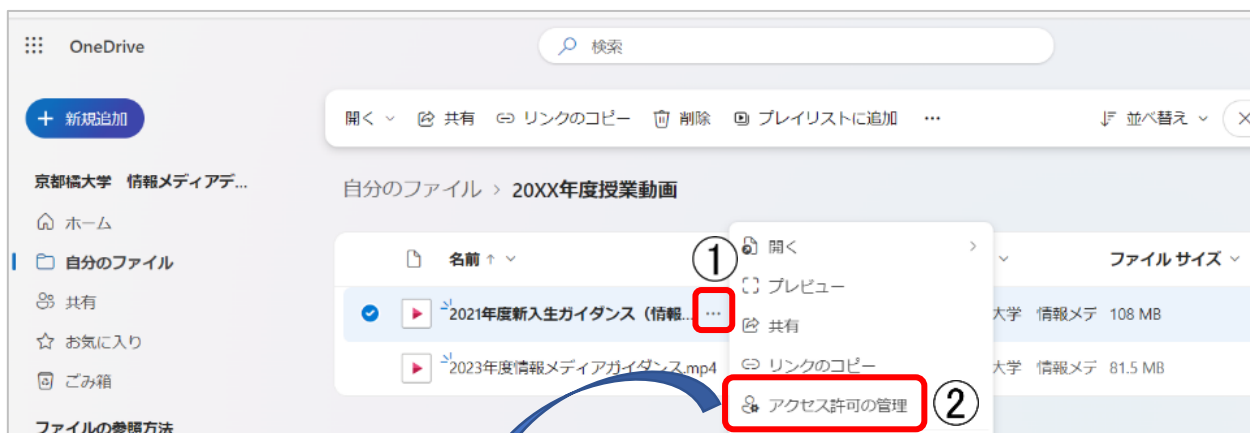 OneDrive
検索
新規追加
開く 共有 リンクのコピー 削除 プレイリストに追加 … 並べ替え
京都橘大学 情報メディアデ...
自分のファイル > 20XX年度授業動画
ホーム
自分のファイル
共有
お気に入り
ごみ箱
ファイルの参照方法
名前 ↑ ファイル サイズ
① 
2021年度新入生ガイダンス（情報... … 大学 情報メデ 108 MB
2023年度情報メディアガイダンス.mp4 大学 情報メデ 81.5 MB
開く
プレビュー
共有
リンクのコピー
アクセス許可の管理 ②